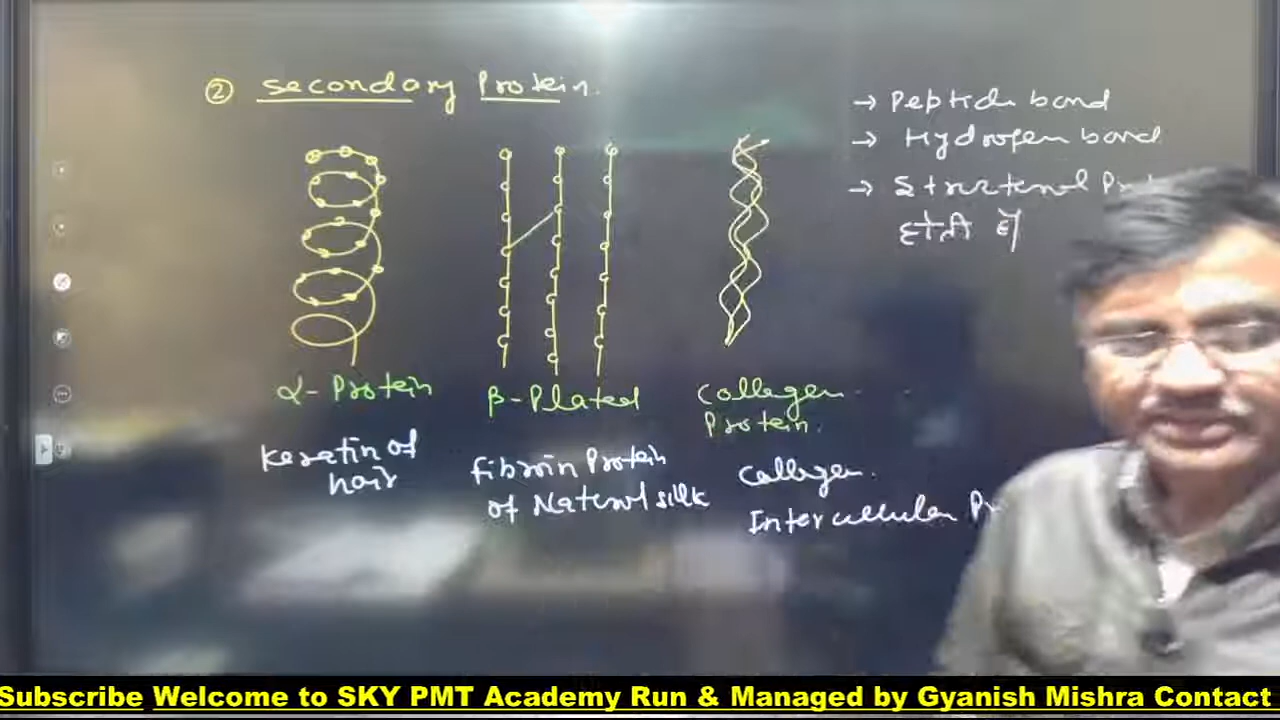 ② Secondary Protein.
→ Peptide bond
→ Hydrogen bond
→ Structural
होता है
α- Protein
β-Plated
Collagen
Protein.
Keratin of
hair
fibroin Protein
of Natural silk
Collagen.
Intercellular
Subscribe Welcome to SKY PMT Academy Run & Managed by Gyanish Mishra Contact